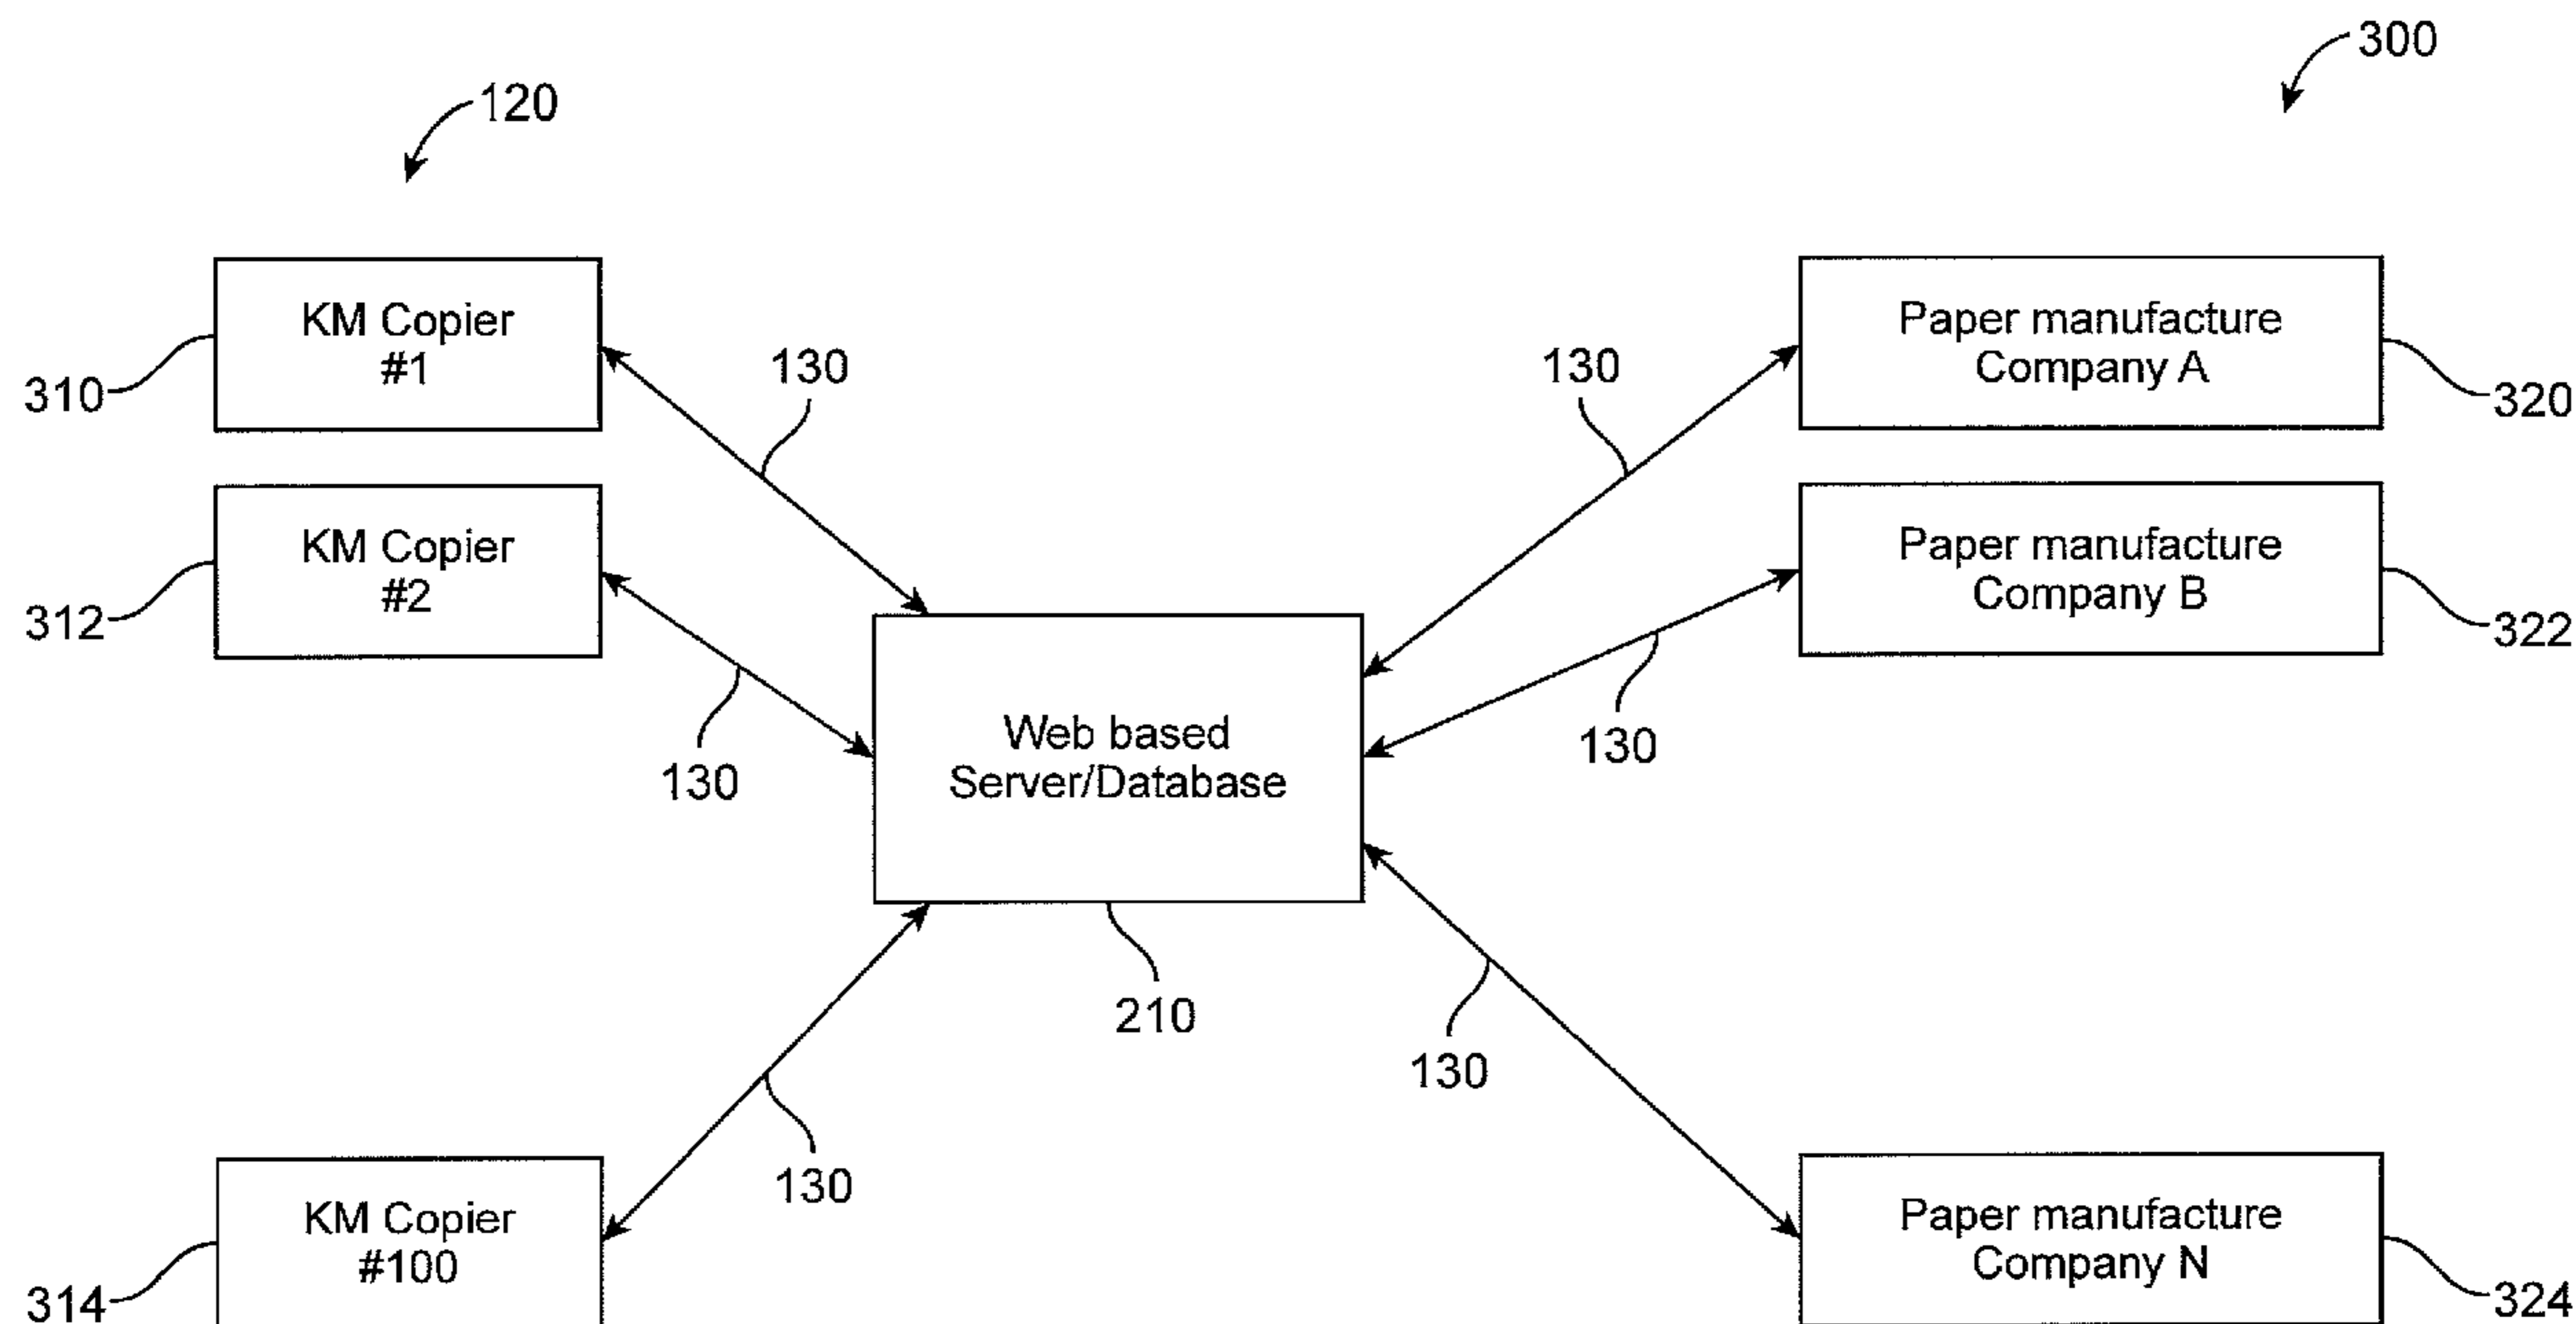 300
120
KM Copier
#1
310
130
130
Paper manufacture
Company A
320
KM Copier
#2
312
130
Web based
Server/Database
210
130
Paper manufacture
Company B
322
130
130
KM Copier
#100
314
Paper manufacture
Company N
324